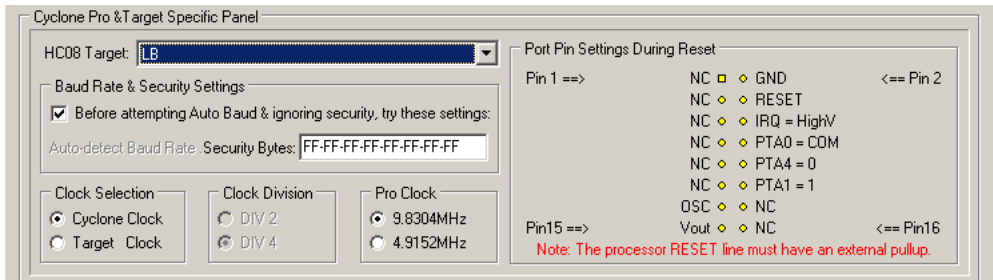 Cyclone Pro &Target Specific Panel
HC08 Target: LB
Baud Rate & Security Settings
Before attempting Auto Baud & ignoring security, try these settings:
Auto-detect Baud Rate .Security Bytes: FF-FF-FF-FF-FF-FF-FF-FF
Clock Selection
Cyclone Clock
Target Clock
Clock Division
DIV 2
DIV 4
Pro Clock
9.8304MHz
4.9152MHz
Port Pin Settings During Reset
Pin 1 ==> NC GND <== Pin 2
NC RESET
NC IRQ = HighV
NC PTA0 = COM
NC PTA4 = 0
NC PTA1 = 1
OSC NC
Pin15 ==> Vout NC <== Pin16
Note: The processor RESET line must have an external pullup.